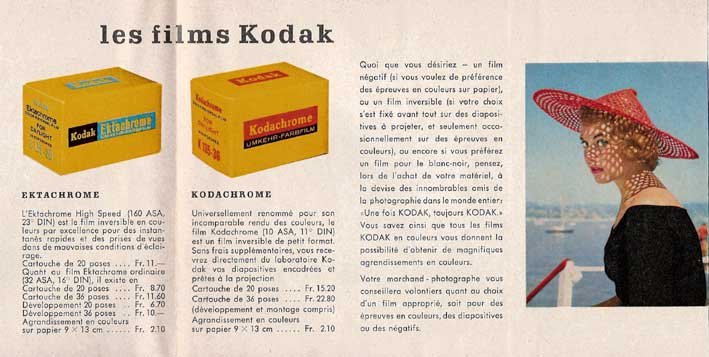 les films Kodak
Kodak
Ektachrome
Ektachrome
FOR
DAYLIGHT
Kodachrome
Kodachrome
UMKEHR-FARBFILM
FOR
DAYLIGHT
K 135-36
EKTACHROME
L'Ektachrome High Speed (160 ASA,
23° DIN) est le film inversible en cou-
leurs par excellence pour des instan-
tanés rapides et des prises de vues
dans de mauvaises conditions d'éclai-
rage.
Cartouche de 20 poses .... Fr. 11.—
Quant au film Ektachrome ordinaire
(32 ASA, 16° DIN), il existe en
Cartouche de 20 poses .... Fr. 8.70
Cartouche de 36 poses .... Fr. 11.60
Développement 20 poses .. Fr. 6.70
Développement 36 poses .. Fr. 10.—
Agrandissement en couleurs
sur papier 9 × 13 cm ..... Fr. 2.10
KODACHROME
Universellement renommé pour son
incomparable rendu des couleurs, le
film Kodachrome (10 ASA, 11° DIN)
est un film inversible de petit format.
Sans frais supplémentaires, vous rece-
vrez directement du laboratoire Ko-
dak vos diapositives encadrées et
prêtes à la projection
Cartouche de 20 poses .... Fr. 15.20
Cartouche de 36 poses .... Fr. 22.80
(développement et montage compris)
Agrandissement en couleurs
sur papier 9 × 13 cm ..... Fr. 2.10
Quoi que vous désiriez – un film
négatif (si vous voulez de préférence
des épreuves en couleurs sur papier),
ou un film inversible (si votre choix
s'est fixé avant tout sur des diaposi-
tives à projeter, et seulement occa-
sionnellement sur des épreuves en
couleurs), ou encore si vous préférez
un film pour le blanc-noir, pensez,
lors de l'achat de votre matériel, à
la devise des innombrables amis de
la photographie dans le monde entier:
«Une fois KODAK, toujours KODAK.»
Vous savez ainsi que tous les films
KODAK en couleurs vous donnent la
possibilité d'obtenir de magnifiques
agrandissements en couleurs.
Votre marchand-photographe vous
conseillera volontiers quant au choix
d'un film approprié, soit pour des
épreuves en couleurs, des diapositives
ou des négatifs.